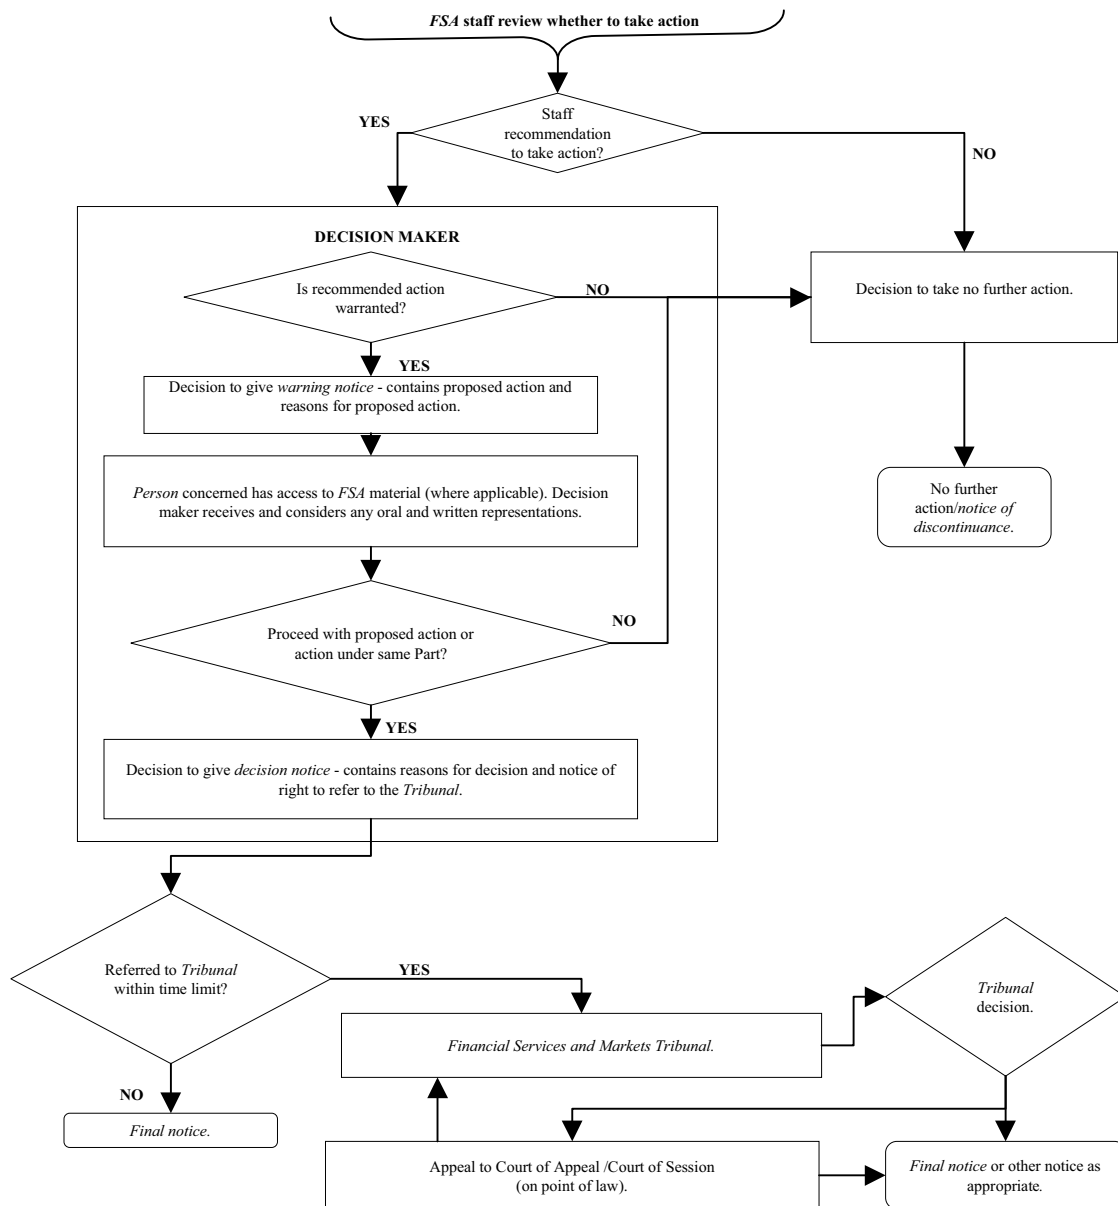 FSA staff review whether to take action
Staff
recommendation
to take action?
YES
NO
DECISION MAKER
Is recommended action
warranted?
NO
Decision to take no further action.
YES
Decision to give warning notice - contains proposed action and
reasons for proposed action.
Person concerned has access to FSA material (where applicable). Decision
maker receives and considers any oral and written representations.
No further
action/notice of
discontinuance.
Proceed with proposed action or
action under same Part?
NO
YES
Decision to give decision notice - contains reasons for decision and notice of
right to refer to the Tribunal.
Referred to Tribunal
within time limit?
YES
Tribunal
decision.
Financial Services and Markets Tribunal.
NO
Final notice.
Appeal to Court of Appeal /Court of Session
(on point of law).
Final notice or other notice as
appropriate.